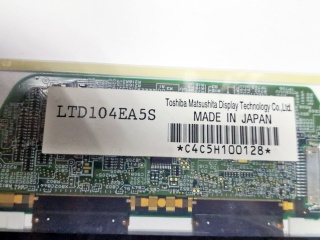 LTD104EA5S
Toshiba Matsushita Display Technology Co.,Ltd.
MADE IN JAPAN
*C4C5H100128*